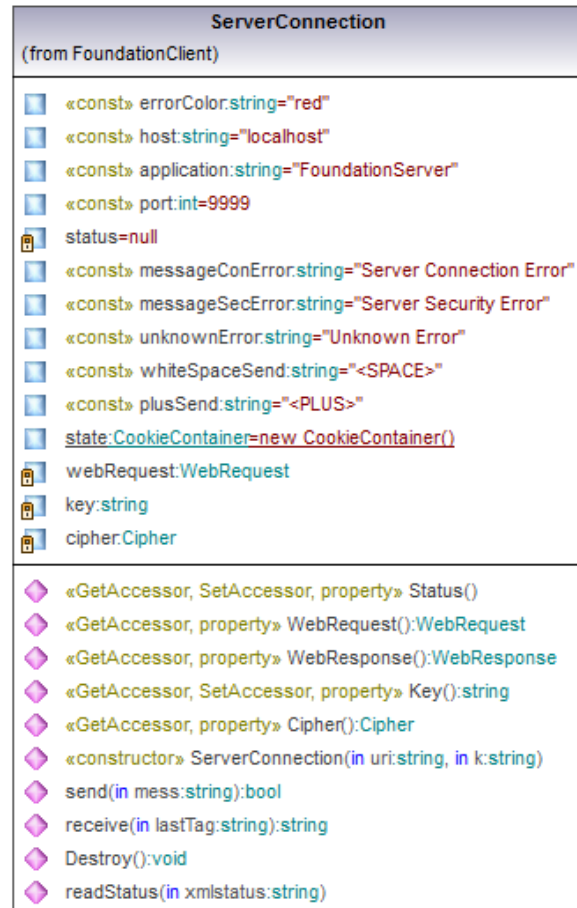 ServerConnection
(from FoundationClient)
«const» errorColor:string="red"
«const» host:string="localhost"
«const» application:string="FoundationServer"
«const» port:int=9999
status=null
«const» messageConError:string="Server Connection Error"
«const» messageSecError:string="Server Security Error"
«const» unknownError:string="Unknown Error"
«const» whiteSpaceSend:string="<SPACE>"
«const» plusSend:string="<PLUS>"
state:CookieContainer=new CookieContainer()
webRequest:WebRequest
key:string
cipher:Cipher
«GetAccessor, SetAccessor, property» Status()
«GetAccessor, property» WebRequest():WebRequest
«GetAccessor, property» WebResponse():WebResponse
«GetAccessor, SetAccessor, property» Key():string
«GetAccessor, property» Cipher():Cipher
«constructor» ServerConnection(in uri:string, in k:string)
send(in mess:string):bool
receive(in lastTag:string):string
Destroy():void
readStatus(in xmlstatus:string)